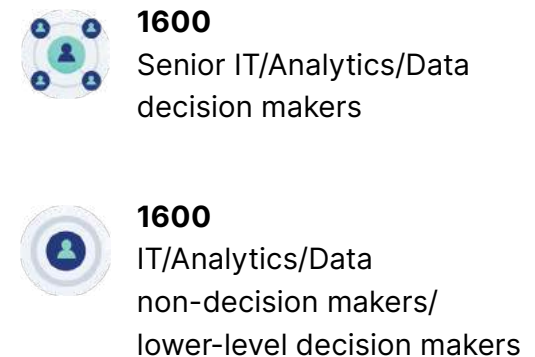 1600
Senior IT/Analytics/Data
decision makers
1600
IT/Analytics/Data
non-decision makers/
lower-level decision makers